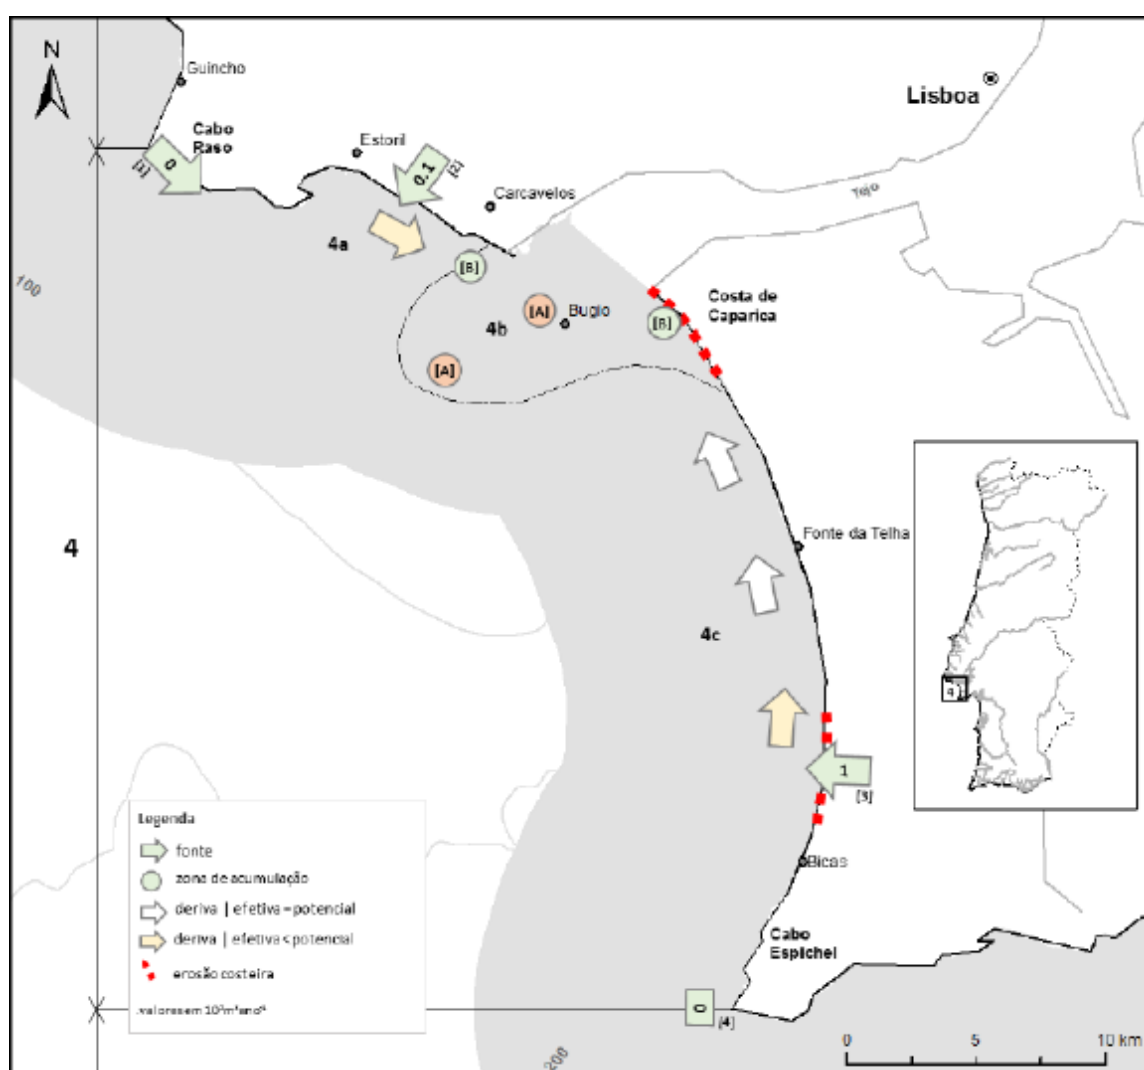 N
Guincho
Lisboa
Cabo
Raso
Estoril
[1]
0
0.1
[2]
Carcavelos
Tejo
4a
100
[B]
Costa de
Caparica
[A]
Bugio
[B]
4b
[A]
4
Fonte da Telha
4c
4
1
[3]
Legenda
fonte
zona de acumulação
deriva | efetiva = potencial
deriva | efetiva < potencial
erosão costeira
Bicas
Cabo
Espichel
0
[4]
200
0 5 10 km